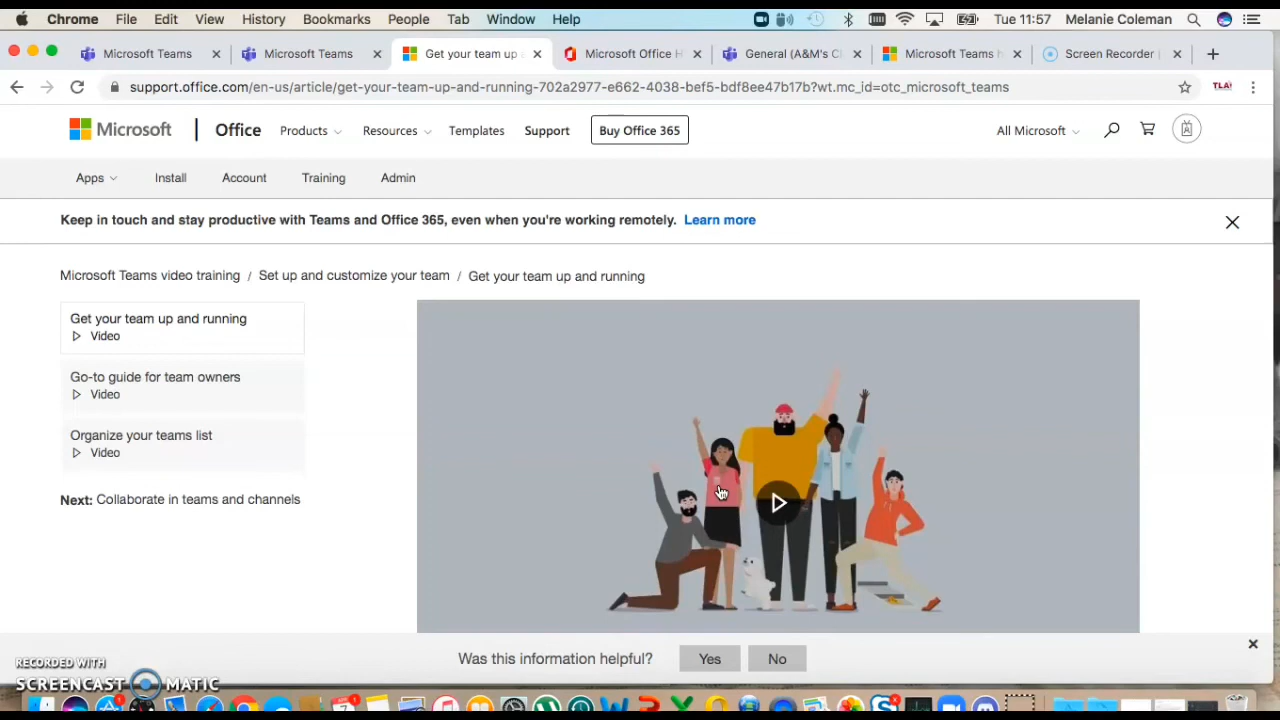 Chrome File Edit View History Bookmarks People Tab Window Help Tue 11:57 Melanie Coleman
Microsoft Teams Microsoft Teams Get your team up Microsoft Office H General (A&M's C Microsoft Teams Screen Recorder
support.office.com/en-us/article/get-your-team-up-and-running-702a2977-e662-4038-bef5-bdf8ee47b17b?wt.mc_id=otc_microsoft_teams
Microsoft Office Products Resources Templates Support Buy Office 365 All Microsoft
Apps Install Account Training Admin
Keep in touch and stay productive with Teams and Office 365, even when you're working remotely. Learn more
Microsoft Teams video training / Set up and customize your team / Get your team up and running
Get your team up and running
Video
Go-to guide for team owners
Video
Organize your teams list
Video
Next: Collaborate in teams and channels
Was this information helpful? Yes No
RECORDED WITH
SCREENCAST MATIC